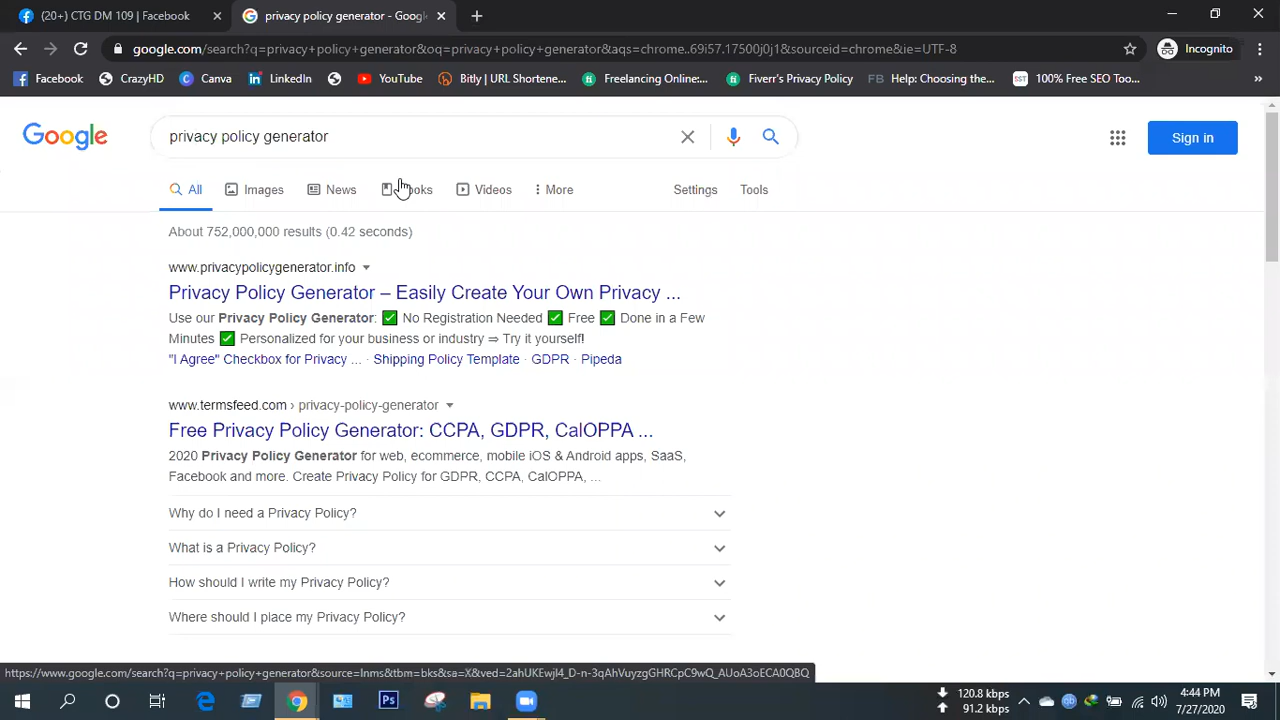 (20+) CTG DM 109 | Facebook
privacy policy generator - Goog
google.com/search?q=privacy+policy+generator&oq=privacy+policy+generator&aqs=chrome..69i57.17500j0j1&sourceid=chrome&ie=UTF-8
Incognito
Facebook CrazyHD Canva LinkedIn YouTube Bitly | URL Shortene... Freelancing Online:... Fiverr's Privacy Policy FB Help: Choosing the... SST 100% Free SEO Too... »
Google
privacy policy generator
Sign in
All Images News Books Videos More Settings Tools
About 752,000,000 results (0.42 seconds)
www.privacypolicygenerator.info
Privacy Policy Generator – Easily Create Your Own Privacy ...
Use our Privacy Policy Generator: ✅ No Registration Needed ✅ Free ✅ Done in a Few
Minutes ✅ Personalized for your business or industry ⇒ Try it yourself!
"I Agree" Checkbox for Privacy ... · Shipping Policy Template · GDPR · Pipeda
www.termsfeed.com › privacy-policy-generator
Free Privacy Policy Generator: CCPA, GDPR, CalOPPA ...
2020 Privacy Policy Generator for web, ecommerce, mobile iOS & Android apps, SaaS,
Facebook and more. Create Privacy Policy for GDPR, CCPA, CalOPPA, ...
Why do I need a Privacy Policy?
What is a Privacy Policy?
How should I write my Privacy Policy?
Where should I place my Privacy Policy?
Ps
120.8 kbps
91.2 kbps
qb
4:44 PM
7/27/2020